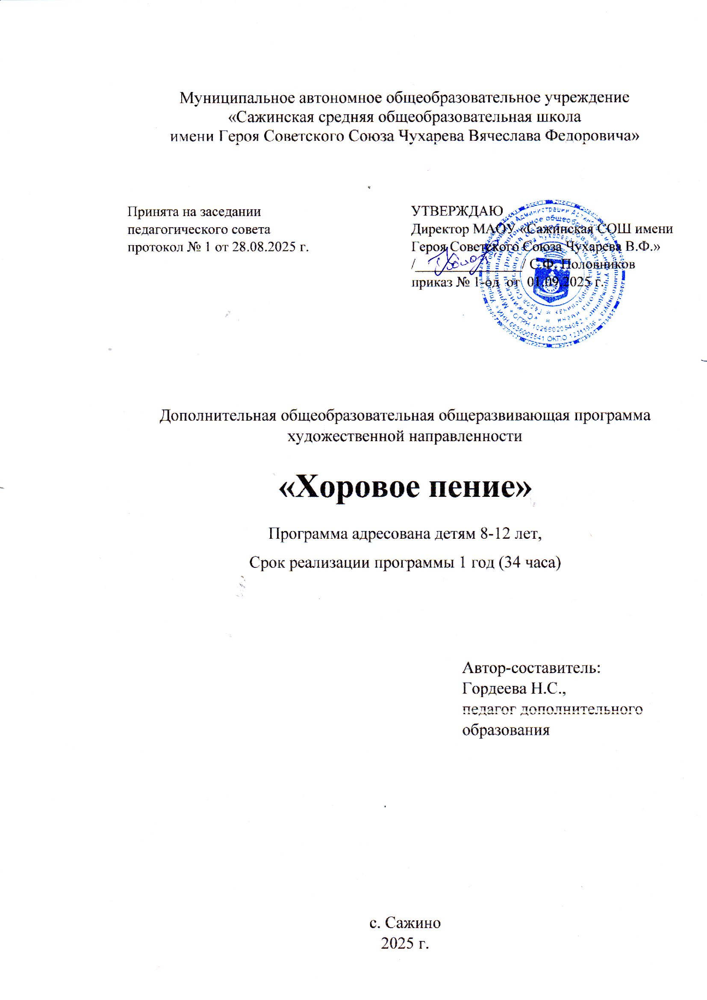 Муниципальное автономное общеобразовательное учреждение
«Сажинская средняя общеобразовательная школа
имени Героя Советского Союза Чухарева Вячеслава Федоровича»
Принята на заседании
педагогического совета
протокол № 1 от 28.08.2025 г.
УТВЕРЖДАЮ
Директор МАОУ «Сажинская СОШ имени
Героя Советского Союза Чухарева В.Ф.»
/_______________/ С.Ф. Половников
приказ № 1-од от 01.09.2025 г.
Дополнительная общеобразовательная общеразвивающая программа
художественной направленности
«Хоровое пение»
Программа адресована детям 8-12 лет,
Срок реализации программы 1 год (34 часа)
Автор-составитель:
Гордеева Н.С.,
педагог дополнительного
образования
с. Сажино
2025 г.